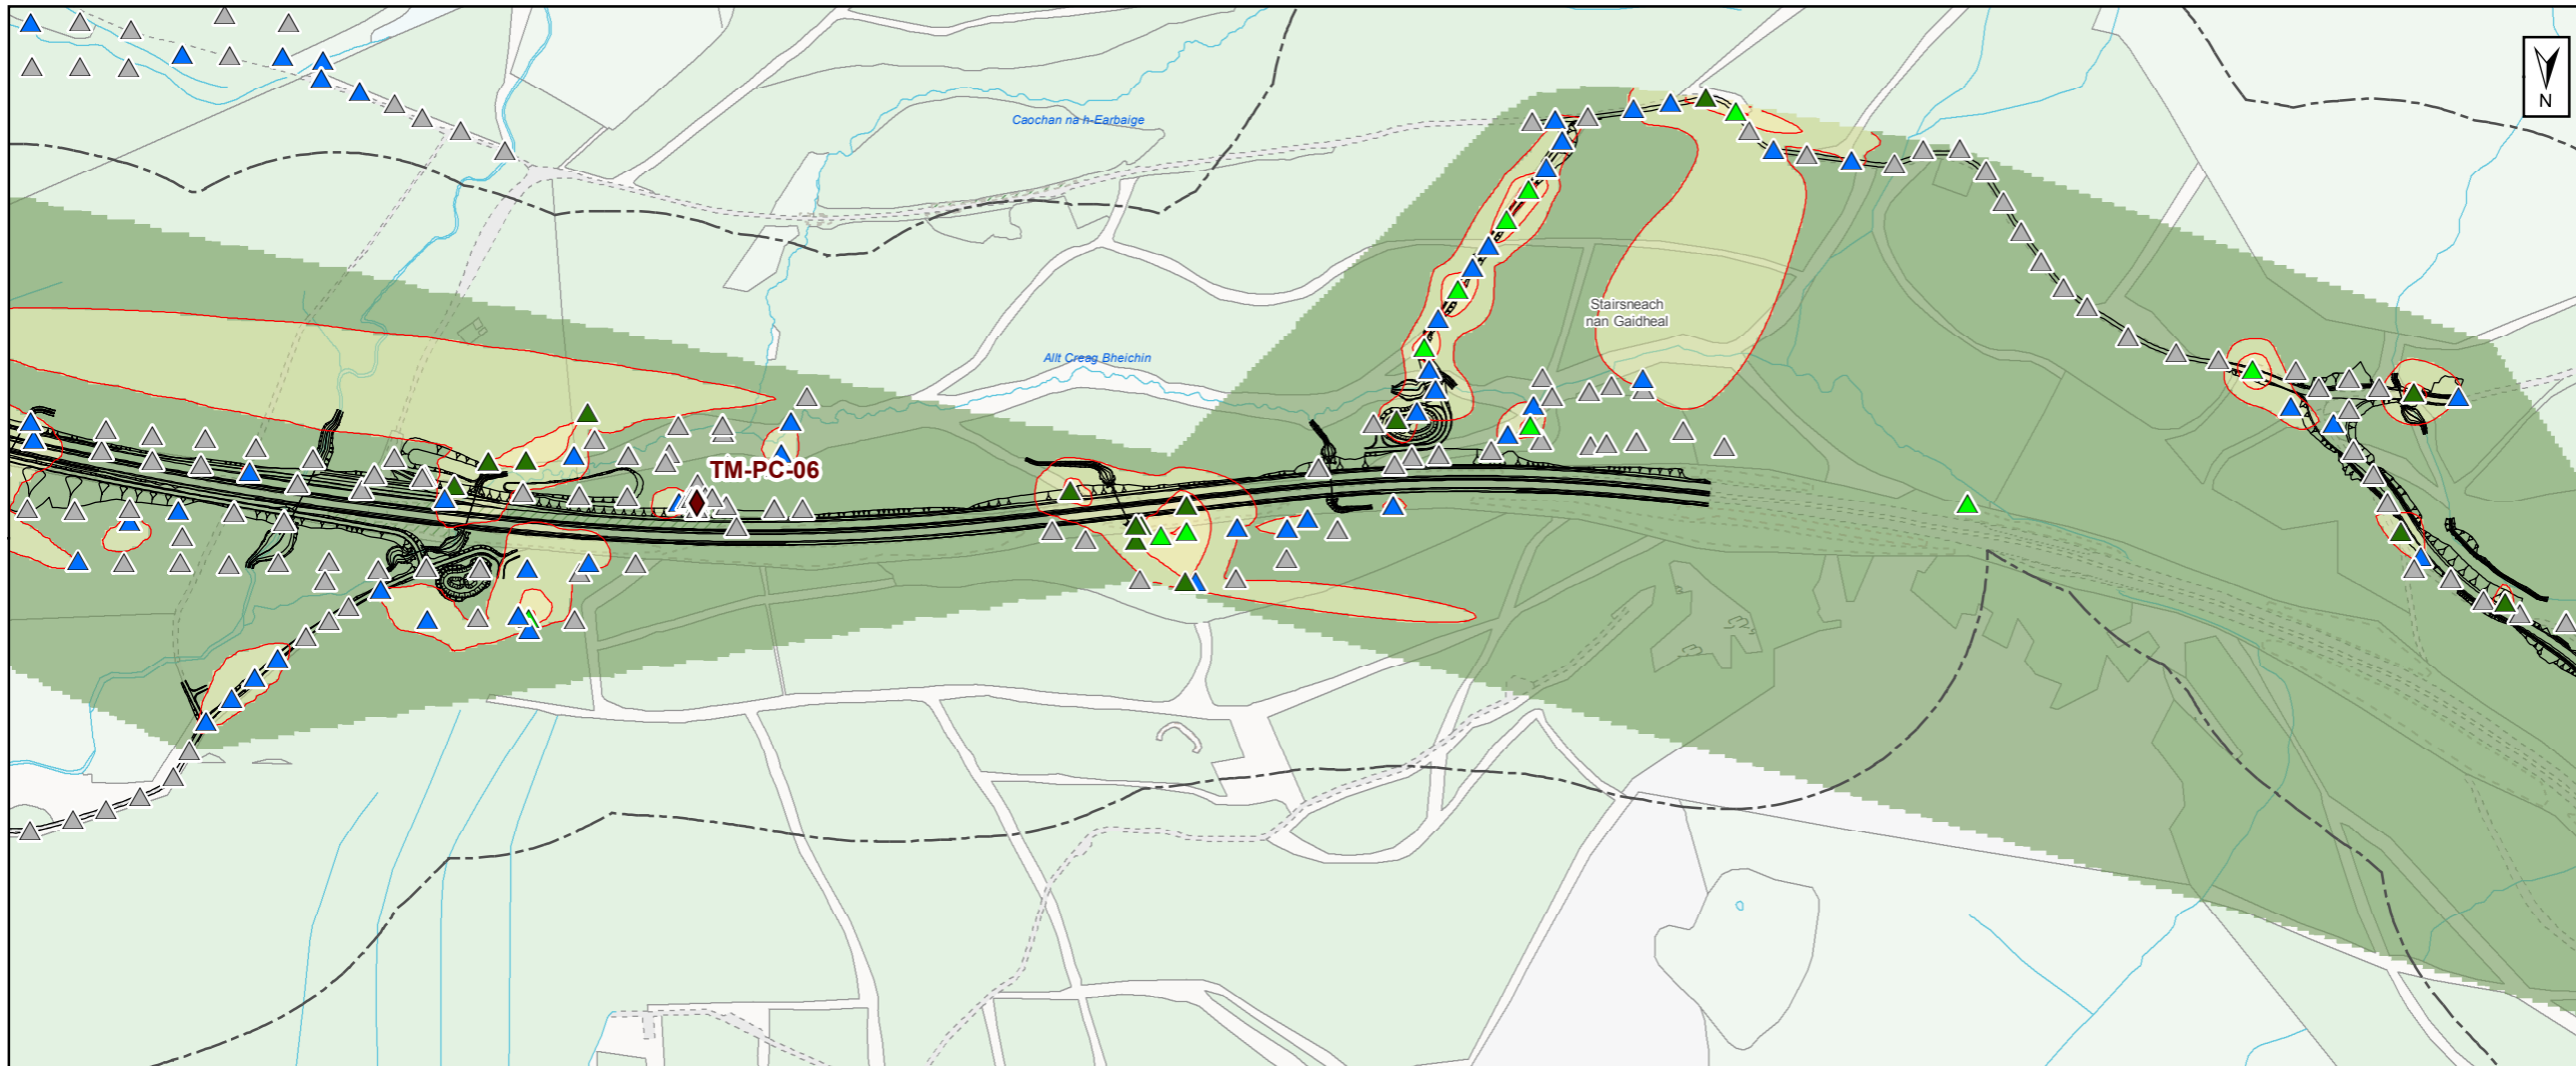 Caochan na h-Earbaige
N
Stairsneach
nan Gaidheal
Allt Creag Bheichin
TM-PC-06